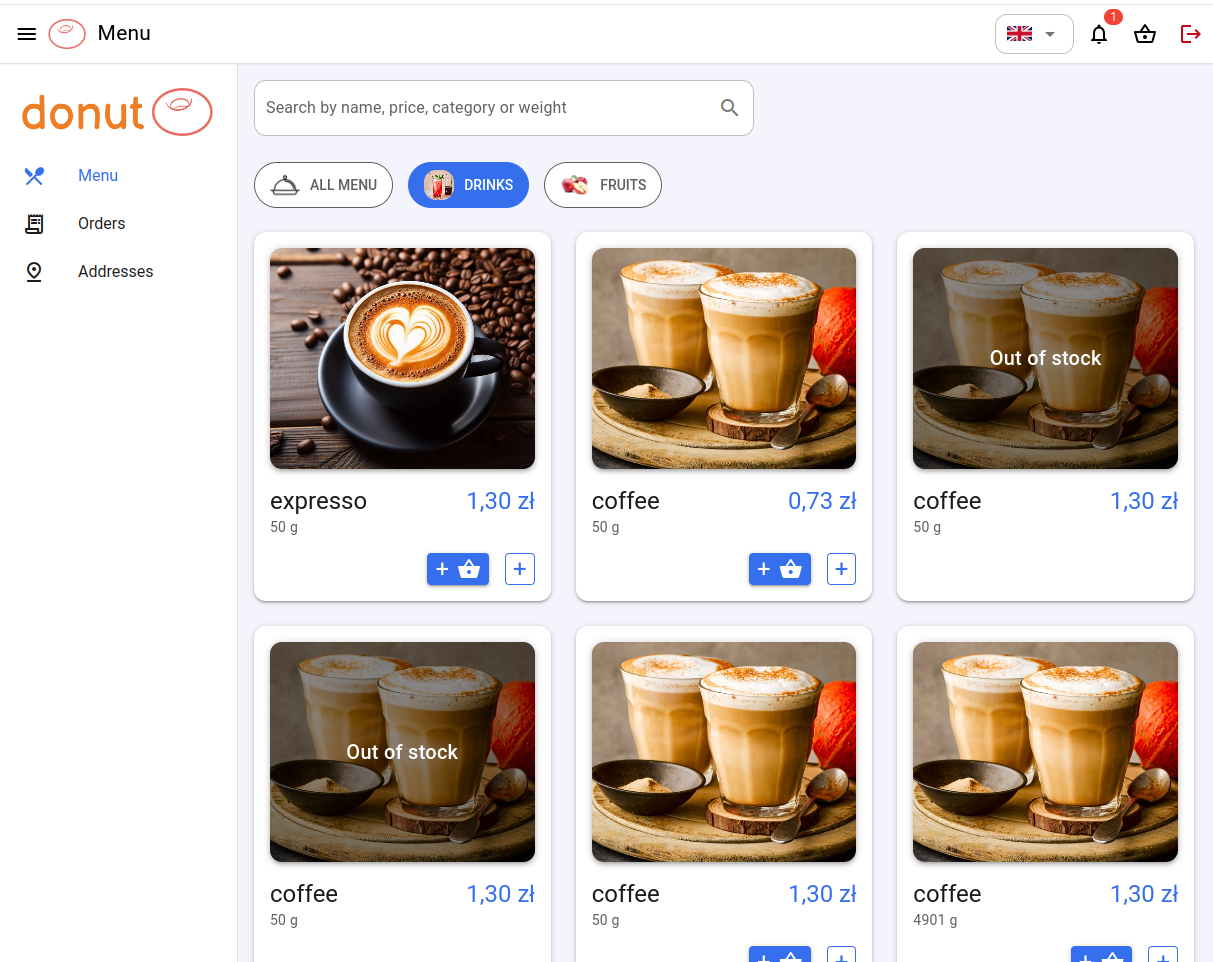 Menu
1
donut
Search by name, price, category or weight
Menu
Orders
Addresses
ALL MENU
DRINKS
FRUITS
Out of stock
expresso 1,30 zł
50 g
+
+
coffee 0,73 zł
50 g
+
+
coffee 1,30 zł
50 g
Out of stock
coffee 1,30 zł
50 g
coffee 1,30 zł
50 g
+
+
coffee 1,30 zł
4901 g
+
+